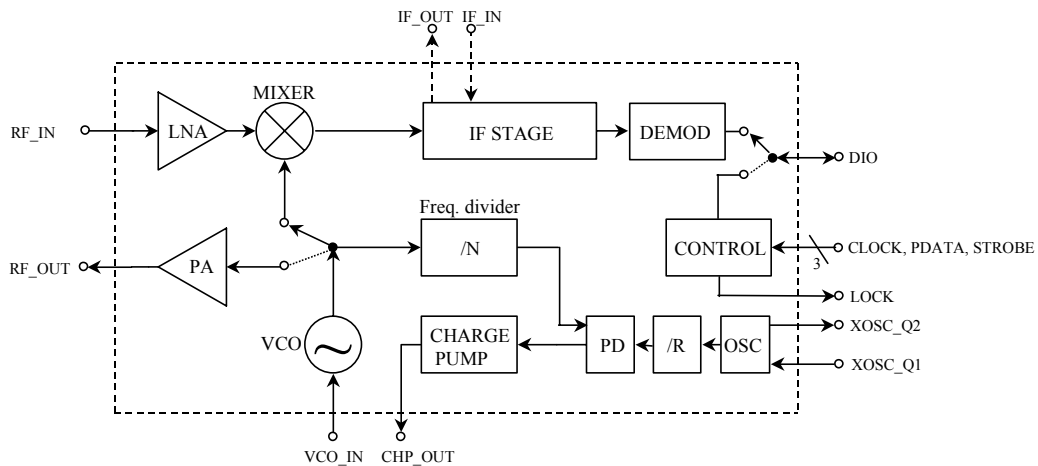 IF_OUT IF_IN
MIXER
RF_IN
LNA
IF STAGE
DEMOD
DIO
Freq. divider
/N
CONTROL
CLOCK, PDATA, STROBE
3
RF_OUT
PA
LOCK
VCO
CHARGE
PUMP
PD
/R
OSC
XOSC_Q2
XOSC_Q1
VCO_IN
CHP_OUT